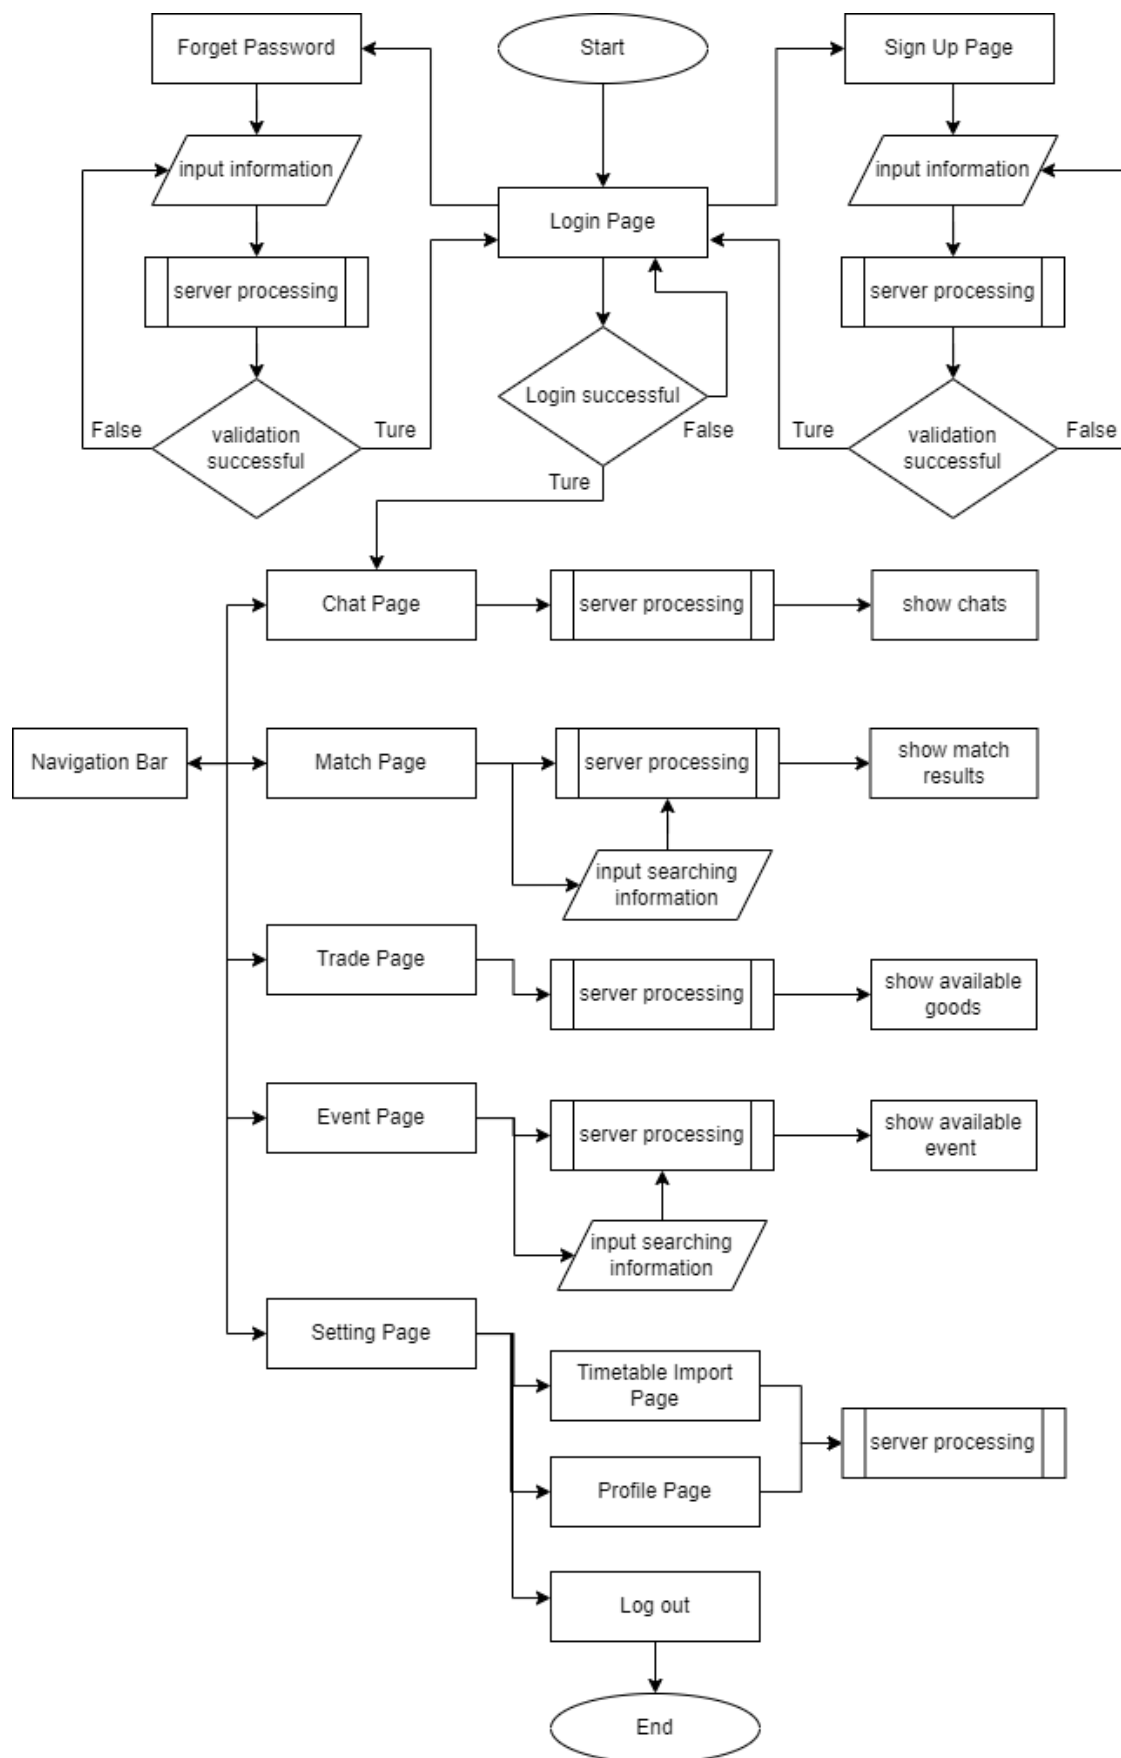 Forget Password
Start
Sign Up Page
input information
input information
Login Page
server processing
server processing
Login successful
False
validation
successful
Ture
False
Ture
validation
successful
False
Ture
Chat Page
server processing
show chats
Navigation Bar
Match Page
server processing
show match
results
input searching
information
Trade Page
server processing
show available
goods
Event Page
server processing
show available
event
input searching
information
Setting Page
Timetable Import
Page
server processing
Profile Page
Log out
End